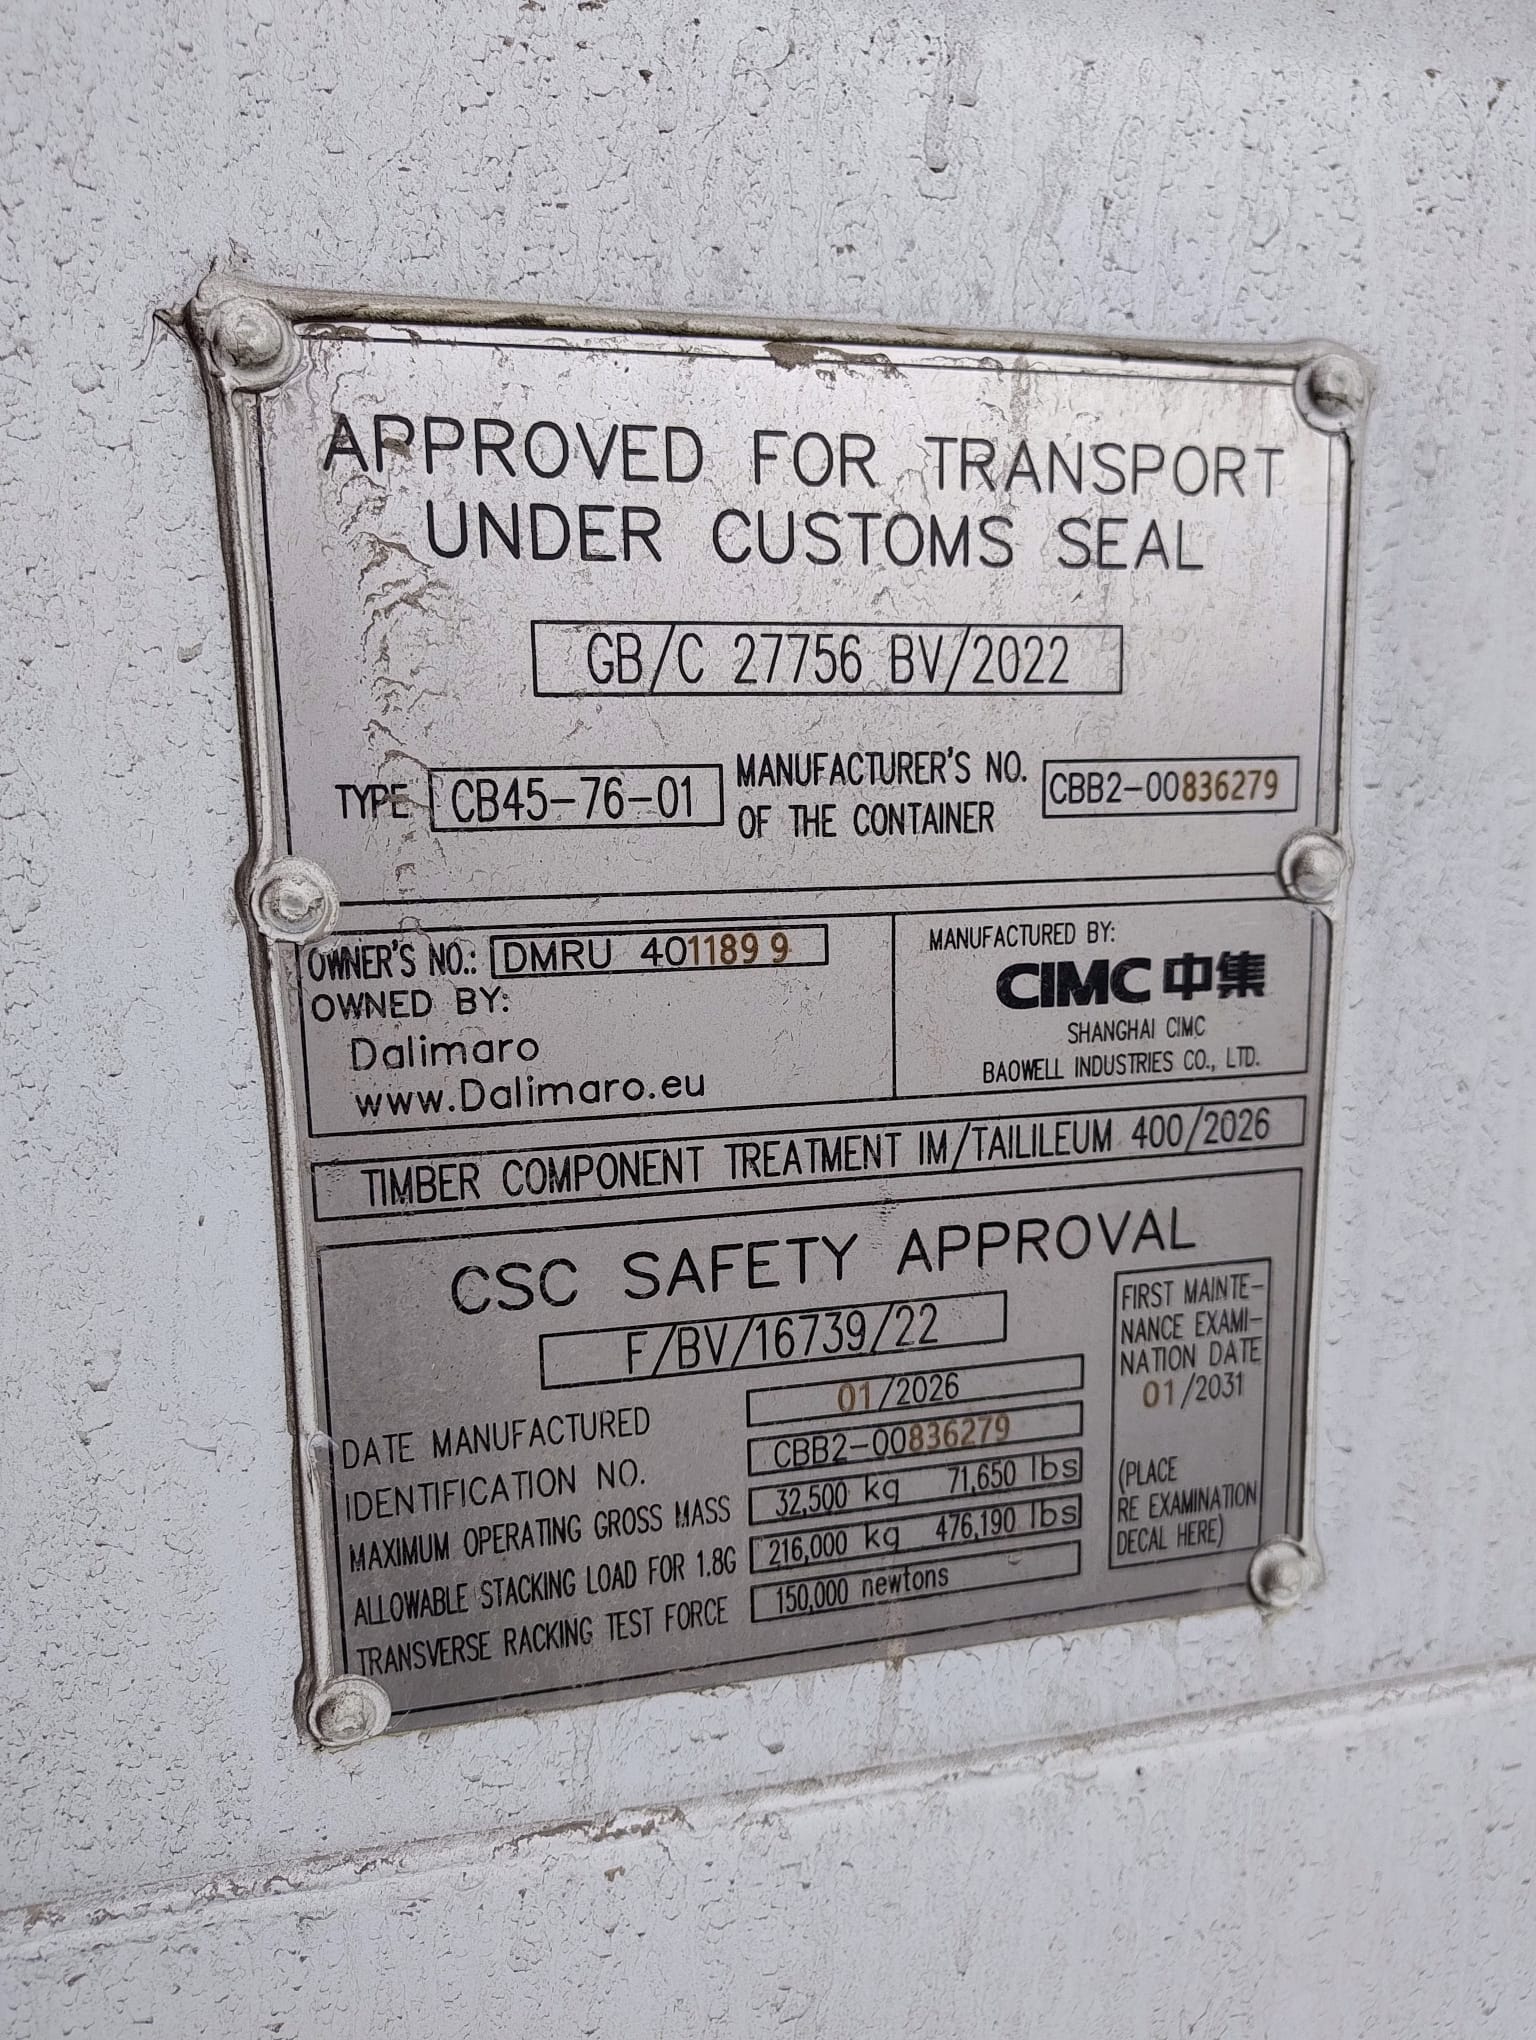 APPROVED FOR TRANSPORT
UNDER CUSTOMS SEAL
GB/C 27756 BV/2022
TYPE CB45-76-01 MANUFACTURER'S NO.
OF THE CONTAINER CBB2-00836279
OWNER'S NO.: DMRU 401189 9
OWNED BY:
Dalimaro
www.Dalimaro.eu
MANUFACTURED BY:
CIMC 中集
SHANGHAI CIMC
BAOWELL INDUSTRIES CO., LTD.
TIMBER COMPONENT TREATMENT IM/TAILILEUM 400/2026
CSC SAFETY APPROVAL
F/BV/16739/22
DATE MANUFACTURED 01/2026
IDENTIFICATION NO. CBB2-00836279
MAXIMUM OPERATING GROSS MASS 32,500 kg 71,650 lbs
ALLOWABLE STACKING LOAD FOR 1.8G 216,000 kg 476,190 lbs
TRANSVERSE RACKING TEST FORCE 150,000 newtons
FIRST MAINTE-
NANCE EXAMI-
NATION DATE
01/2031
(PLACE
RE EXAMINATION
DECAL HERE)